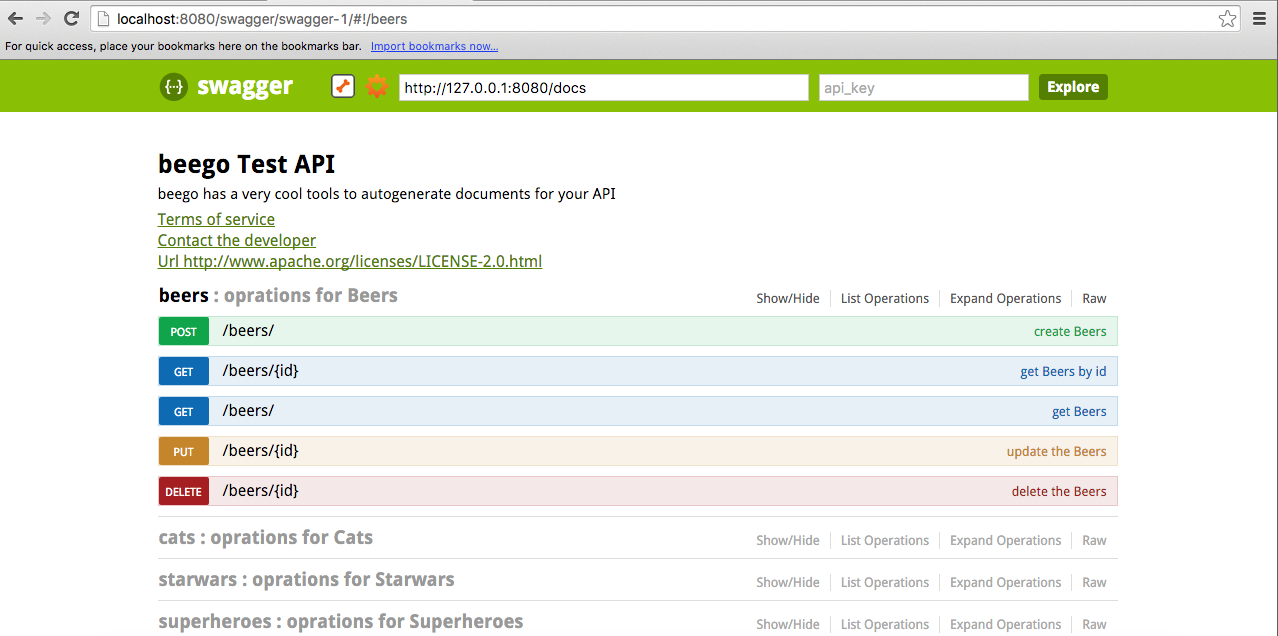 localhost:8080/swagger/swagger-1/#!/beers
For quick access, place your bookmarks here on the bookmarks bar. Import bookmarks now...
{··} swagger http://127.0.0.1:8080/docs api_key Explore
beego Test API
beego has a very cool tools to autogenerate documents for your API
Terms of service
Contact the developer
Url http://www.apache.org/licenses/LICENSE-2.0.html
beers : oprations for Beers Show/Hide List Operations Expand Operations Raw
POST /beers/ create Beers
GET /beers/{id} get Beers by id
GET /beers/ get Beers
PUT /beers/{id} update the Beers
DELETE /beers/{id} delete the Beers
cats : oprations for Cats Show/Hide List Operations Expand Operations Raw
starwars : oprations for Starwars Show/Hide List Operations Expand Operations Raw
superheroes : oprations for Superheroes Show/Hide List Operations Expand Operations Raw